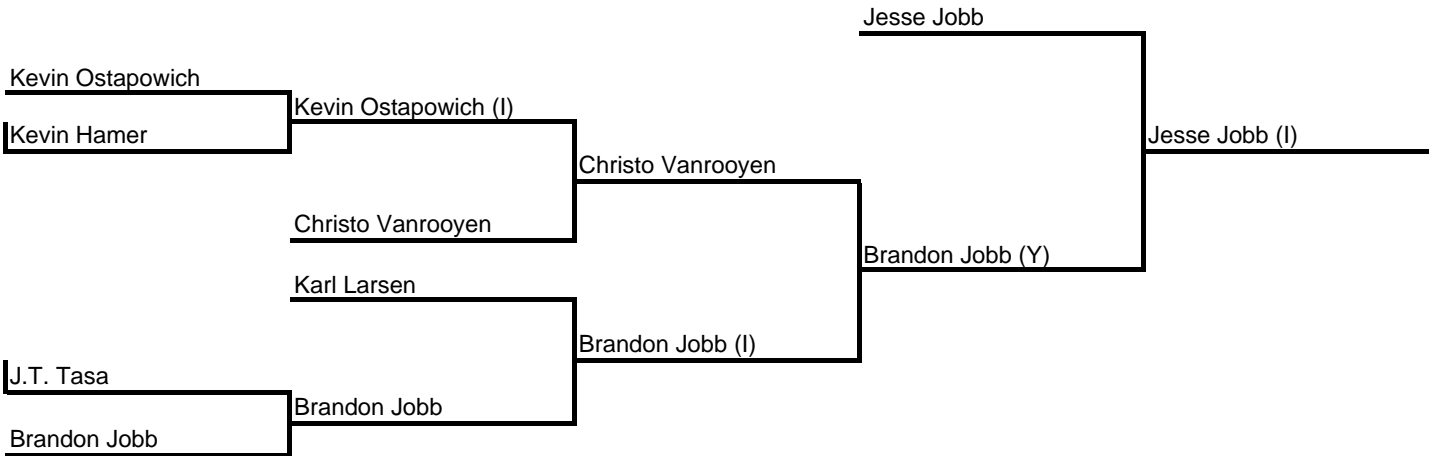 Jesse Jobb
Kevin Ostapowich
Kevin Ostapowich (I)
Kevin Hamer
Jesse Jobb (I)
Christo Vanrooyen
Christo Vanrooyen
Brandon Jobb (Y)
Karl Larsen
Brandon Jobb (I)
J.T. Tasa
Brandon Jobb
Brandon Jobb